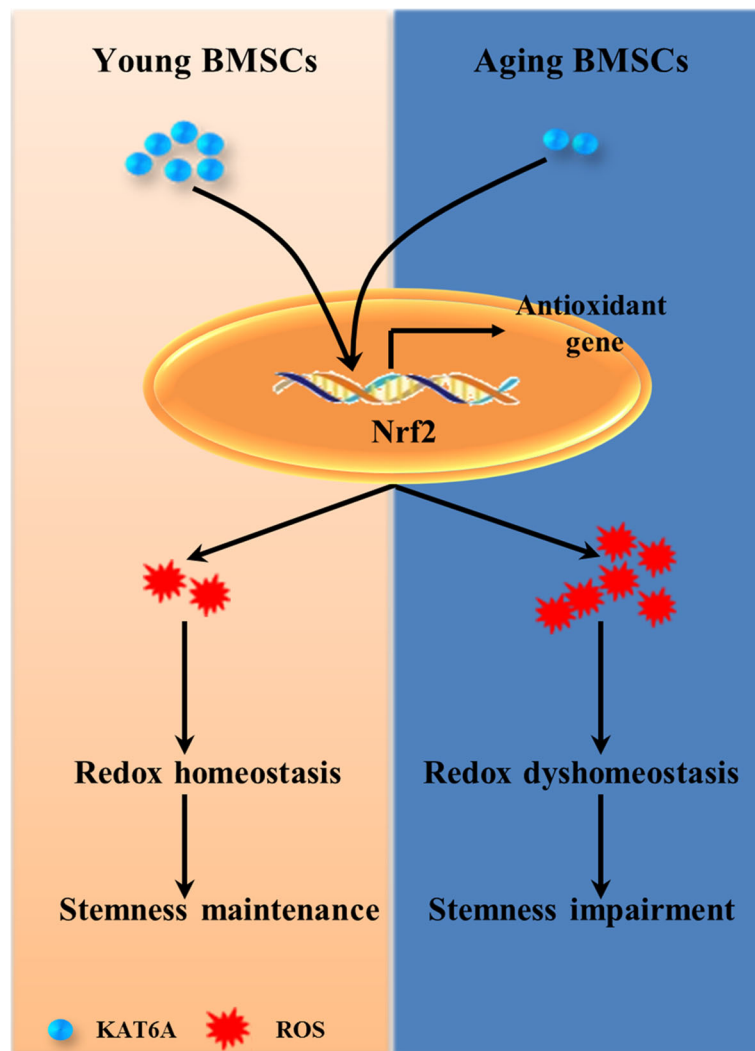 Young BMSCs
Aging BMSCs
Antioxidant
gene
Nrf2
Redox homeostasis
Redox dyshomeostasis
Stemness maintenance
Stemness impairment
KAT6A
ROS